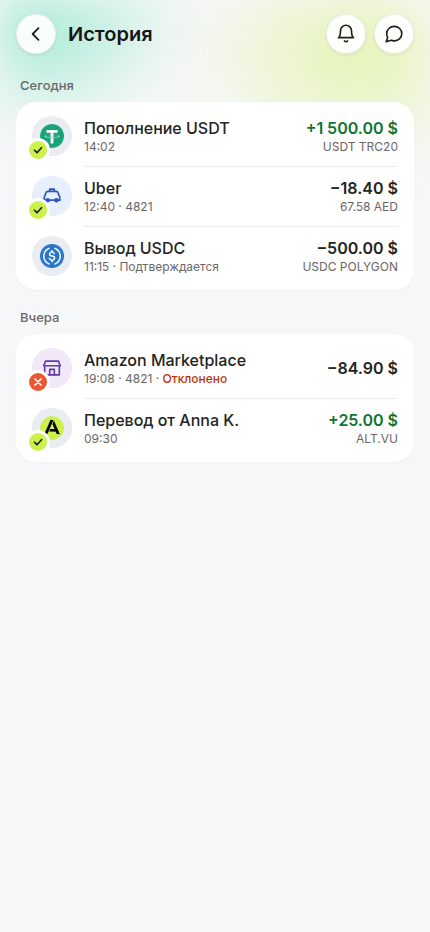 История
Сегодня
Пополнение USDT
+1 500.00 $
14:02
USDT TRC20
Uber
−18.40 $
12:40 · 4821
67.58 AED
Вывод USDC
−500.00 $
11:15 · Подтверждается
USDC POLYGON
Вчера
Amazon Marketplace
−84.90 $
19:08 · 4821 · Отклонено
Перевод от Anna K.
+25.00 $
09:30
ALT.VU